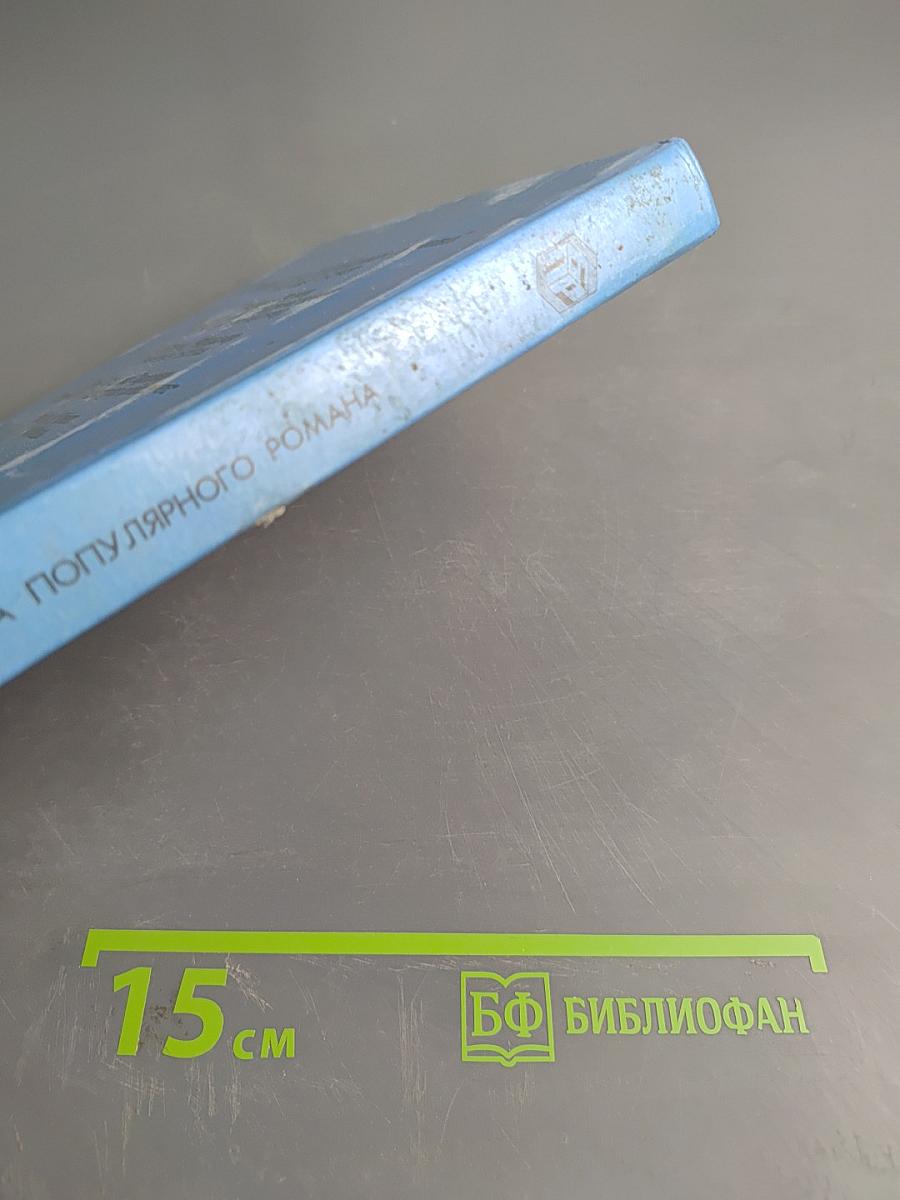 А ПОПУЛЯРНОГО РОМАНА
15 см
БФ БИБЛИОФАН